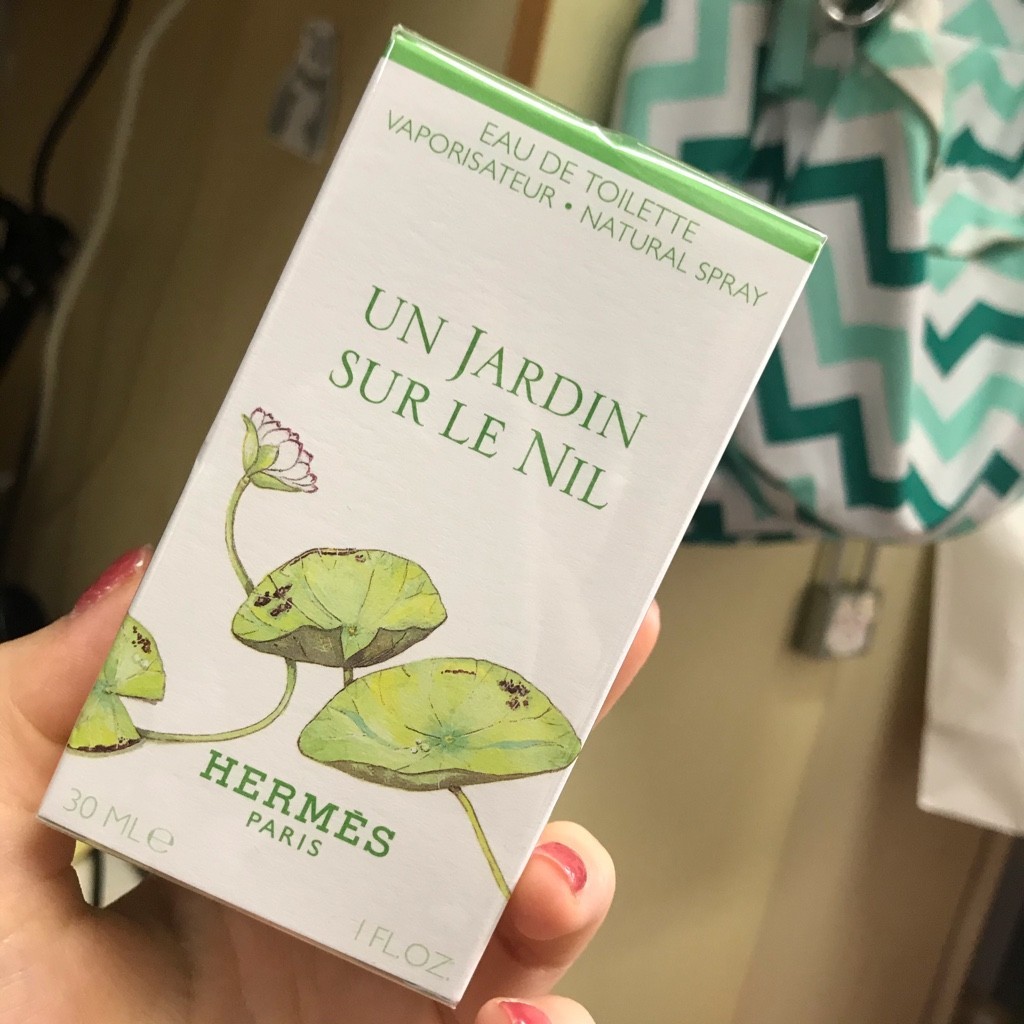 EAU DE TOILETTE
VAPORISATEUR • NATURAL SPRAY
UN JARDIN
SUR LE NIL
HERMÈS
PARIS
30 ML ℮
1 FL.OZ.